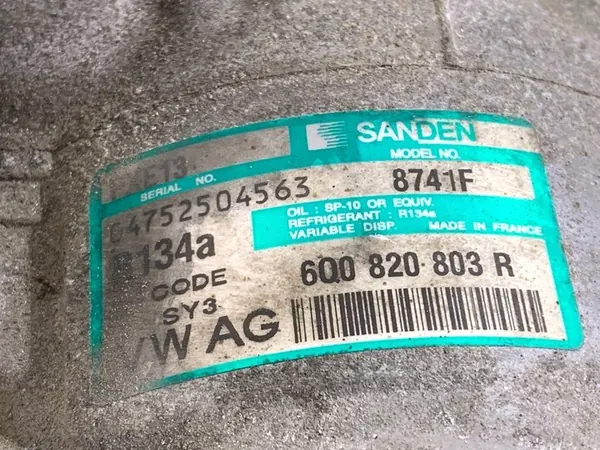 SANDEN
MODEL NO.
8741F
SERIAL NO.
4752504563
OIL : SP-10 OR EQUIV.
REFRIGERANT : R134a
VARIABLE DISP. MADE IN FRANCE
R134a
6Q0 820 803 R
CODE
SY3
VW AG